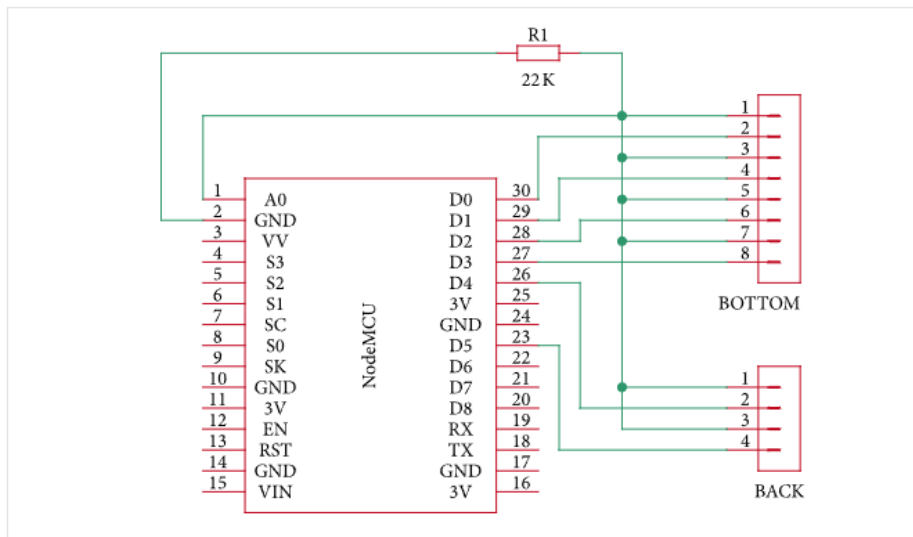 R1
22K
1
2
3
4
5
6
7
8
BOTTOM
1 A0 D0 30
2 GND D1 29
3 VV D2 28
4 S3 D3 27
5 S2 D4 26
6 S1 3V 25
7 SC GND 24
8 S0 D5 23
9 SK D6 22
10 GND D7 21
11 3V D8 20
12 EN RX 19
13 RST TX 18
14 GND GND 17
15 VIN 3V 16
NodeMCU
1
2
3
4
BACK